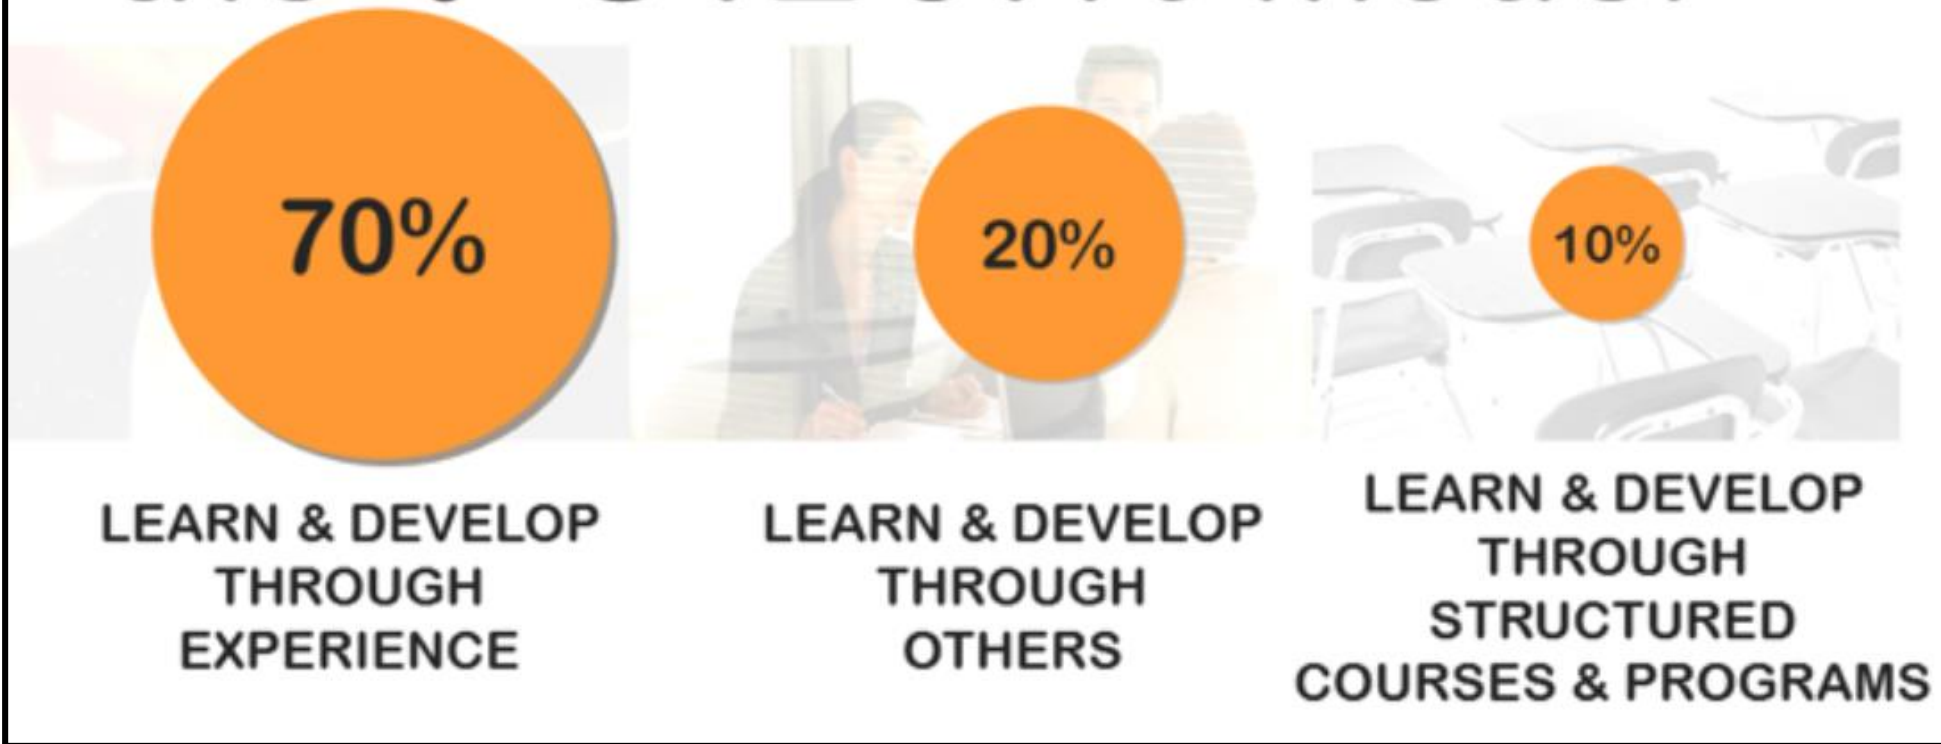 70%
20%
10%
LEARN & DEVELOP
THROUGH
EXPERIENCE
LEARN & DEVELOP
THROUGH
OTHERS
LEARN & DEVELOP
THROUGH
STRUCTURED
COURSES & PROGRAMS